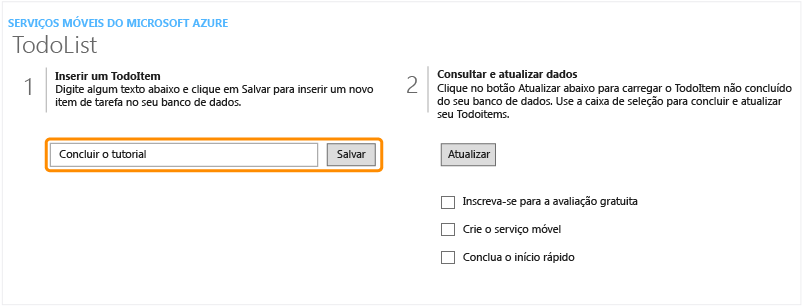 SERVIÇOS MÓVEIS DO MICROSOFT AZURE
TodoList
1
Inserir um TodoItem
Digite algum texto abaixo e clique em Salvar para inserir um novo
item de tarefa no seu banco de dados.
Concluir o tutorial
Salvar
2
Consultar e atualizar dados
Clique no botão Atualizar abaixo para carregar o TodoItem não concluído
do seu banco de dados. Use a caixa de seleção para concluir e atualizar
seu Todoitems.
Atualizar
Inscreva-se para a avaliação gratuita
Crie o serviço móvel
Conclua o início rápido